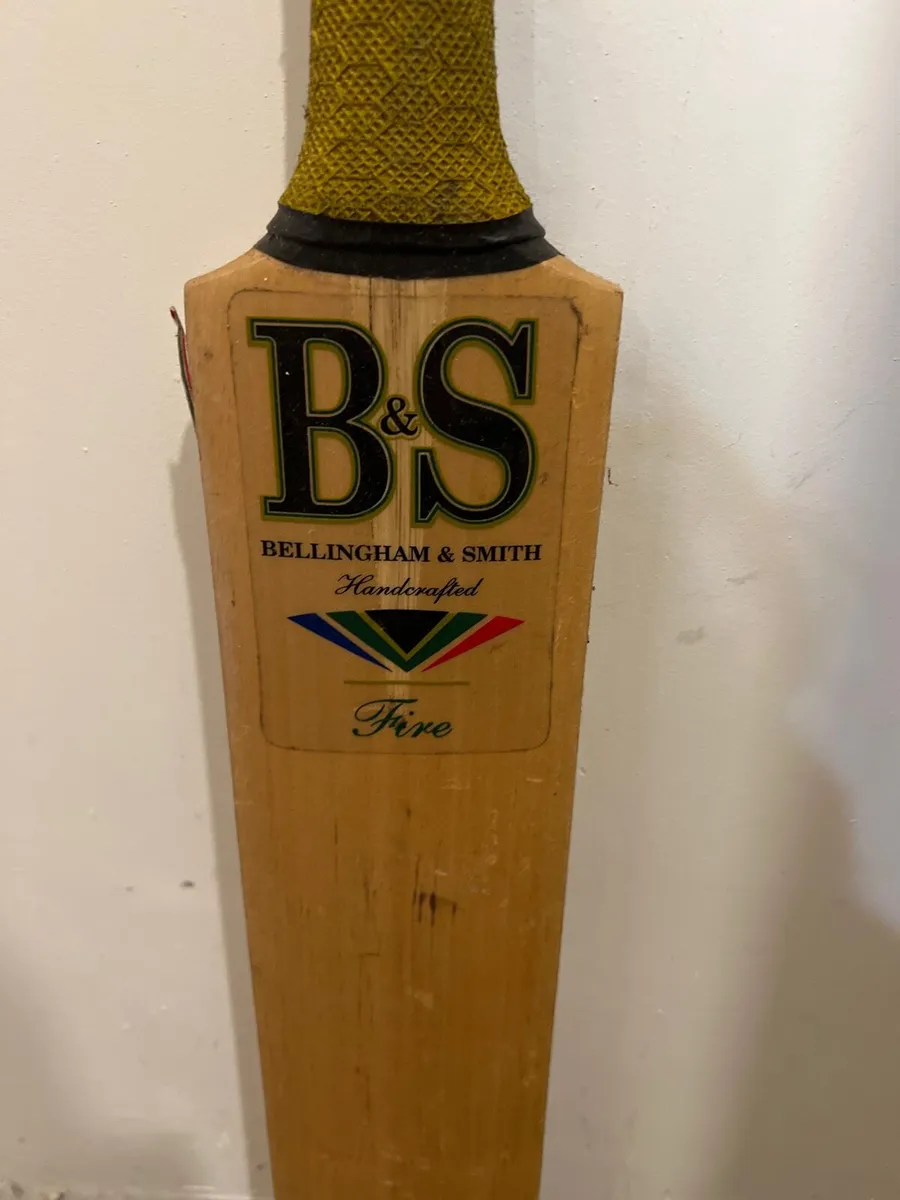 B&S
BELLINGHAM & SMITH
Handcrafted
Fire